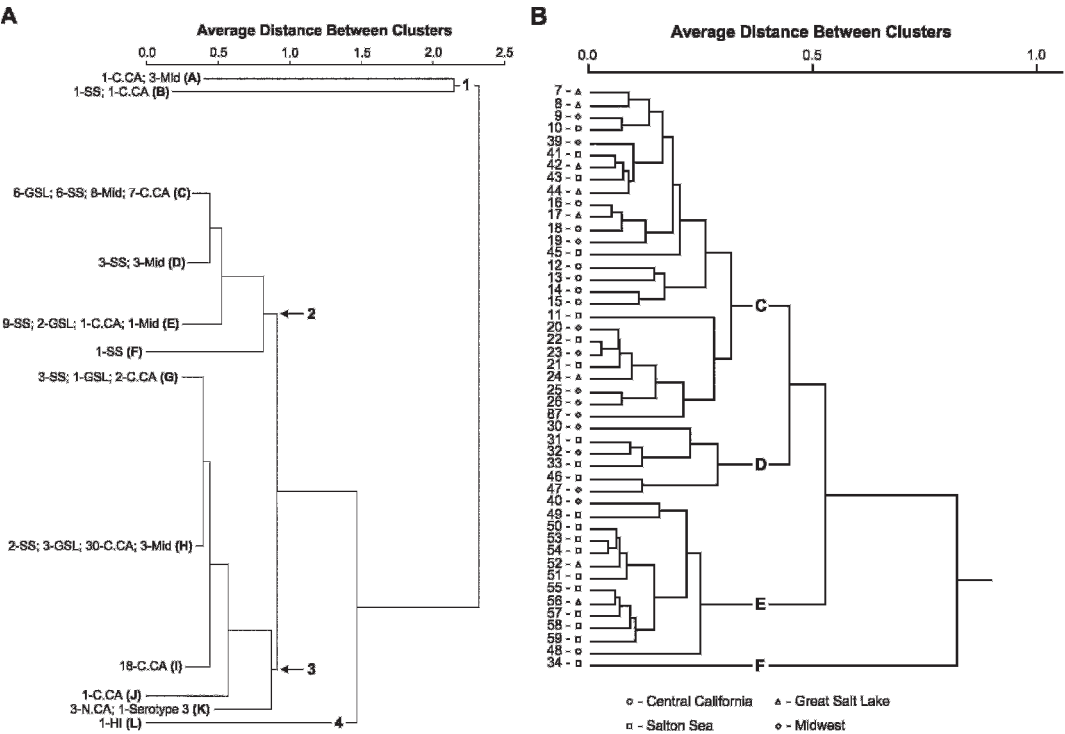 A
Average Distance Between Clusters
0.0 0.5 1.0 1.5 2.0 2.5
1-C.CA; 3-Mid (A)
1
1-SS; 1-C.CA (B)
6-GSL; 6-SS; 8-Mid; 7-C.CA (C)
3-SS; 3-Mid (D)
2
9-SS; 2-GSL; 1-C.CA; 1-Mid (E)
1-SS (F)
3-SS; 1-GSL; 2-C.CA (G)
2-SS; 3-GSL; 30-C.CA; 3-Mid (H)
18-C.CA (I)
3
1-C.CA (J)
3-N.CA; 1-Serotype 3 (K)
1-HI (L)
4
B
Average Distance Between Clusters
0.0 0.5 1.0
7 -
8 -
9 -
10 -
39 -
41 -
42 -
43 -
44 -
16 -
17 -
18 -
19 -
45 -
12 -
13 -
14 -
15 -
C
11 -
20 -
22 -
23 -
21 -
24 -
25 -
26 -
87 -
30 -
31 -
32 -
33 -
D
46 -
47 -
40 -
49 -
50 -
53 -
54 -
52 -
51 -
55 -
56 -
E
57 -
58 -
59 -
48 -
34 -
F
- Central California - Great Salt Lake
- Salton Sea - Midwest